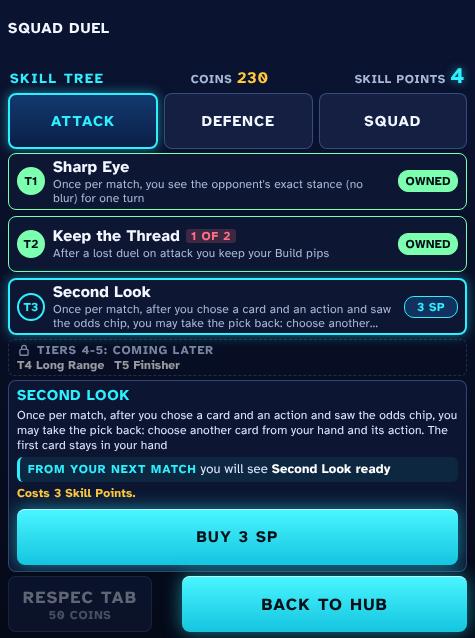 SQUAD DUEL
SKILL TREE COINS 230 SKILL POINTS 4
ATTACK DEFENCE SQUAD
T1 Sharp Eye
Once per match, you see the opponent's exact stance (no
blur) for one turn
OWNED
T2 Keep the Thread 1 OF 2
After a lost duel on attack you keep your Build pips
OWNED
T3 Second Look
Once per match, after you chose a card and an action and saw
the odds chip, you may take the pick back: choose another...
3 SP
TIERS 4-5: COMING LATER
T4 Long Range T5 Finisher
SECOND LOOK
Once per match, after you chose a card and an action and saw the odds chip, you
may take the pick back: choose another card from your hand and its action. The
first card stays in your hand
FROM YOUR NEXT MATCH you will see Second Look ready
Costs 3 Skill Points.
BUY 3 SP
RESPEC TAB
50 COINS
BACK TO HUB